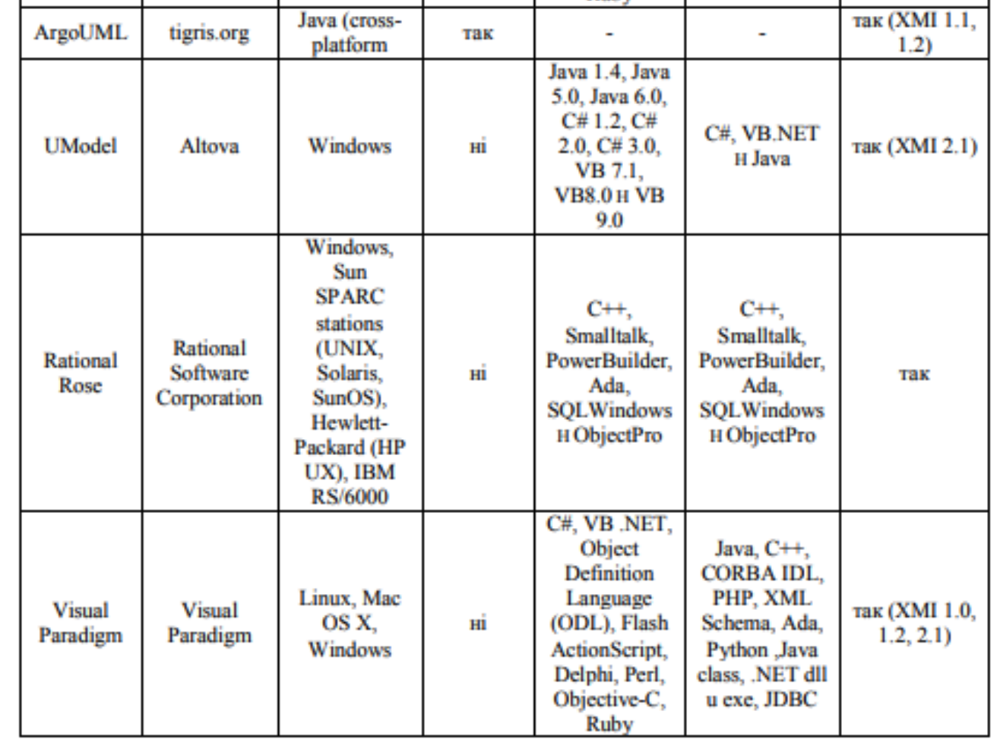 Ruby
ArgoUML
tigris.org
Java (cross-
platform
так
-
-
так (XMI 1.1,
1.2)
UModel
Altova
Windows
ні
Java 1.4, Java
5.0, Java 6.0,
C# 1.2, C#
2.0, C# 3.0,
VB 7.1,
VB8.0 н VB
9.0
C#, VB.NET
н Java
так (XMI 2.1)
Rational
Rose
Rational
Software
Corporation
Windows,
Sun
SPARC
stations
(UNIX,
Solaris,
SunOS),
Hewlett-
Packard (HP
UX), IBM
RS/6000
ні
C++,
Smalltalk,
PowerBuilder,
Ada,
SQLWindows
н ObjectPro
C++,
Smalltalk,
PowerBuilder,
Ada,
SQLWindows
н ObjectPro
так
Visual
Paradigm
Visual
Paradigm
Linux, Mac
OS X,
Windows
ні
C#, VB .NET,
Object
Definition
Language
(ODL), Flash
ActionScript,
Delphi, Perl,
Objective-C,
Ruby
Java, C++,
CORBA IDL,
PHP, XML
Schema, Ada,
Python ,Java
class, .NET dll
u exe, JDBC
так (XMI 1.0,
1.2, 2.1)